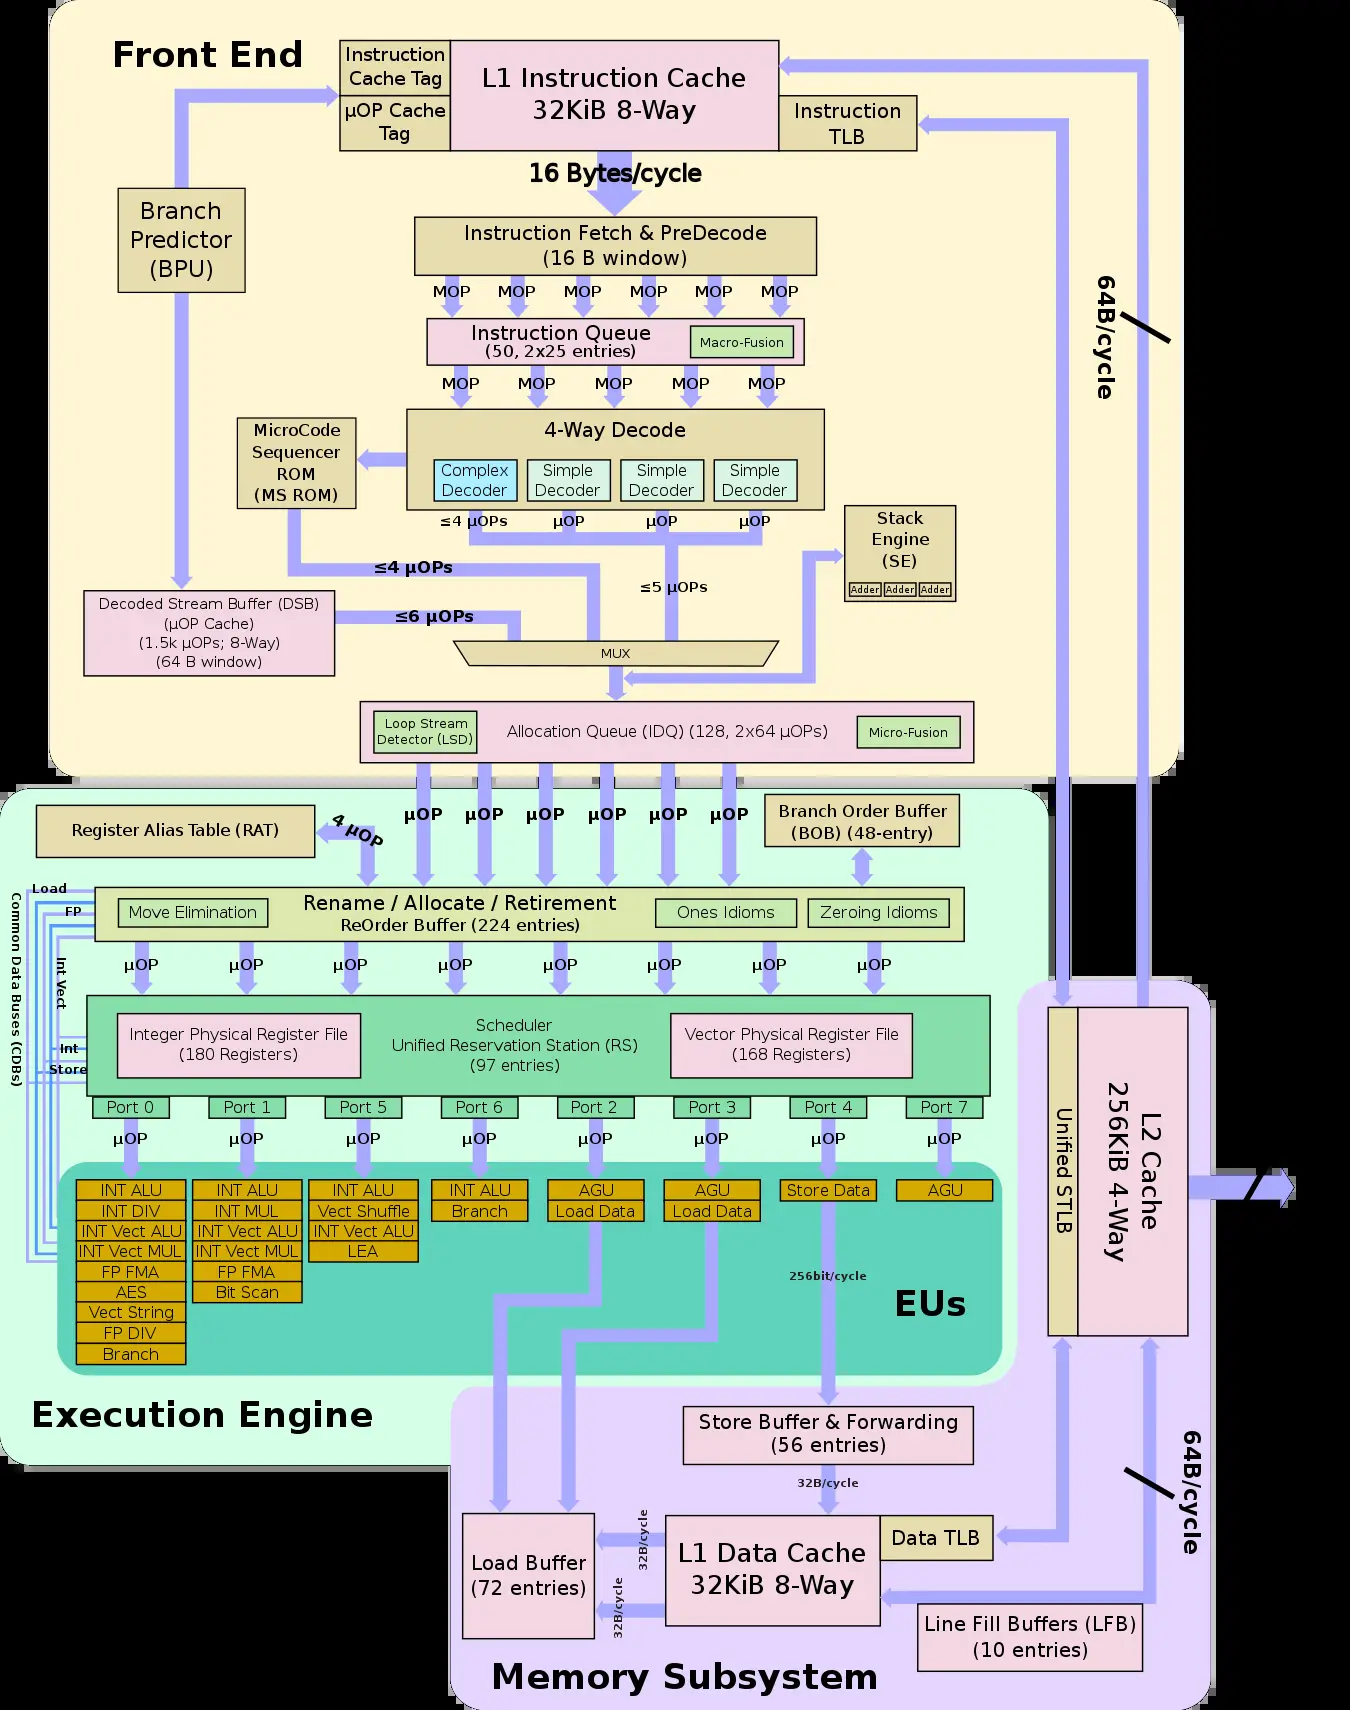 Front End
Instruction
Cache Tag
µOP Cache
Tag
L1 Instruction Cache
32KiB 8-Way
Instruction
TLB
16 Bytes/cycle
Branch
Predictor
(BPU)
Instruction Fetch & PreDecode
(16 B window)
MOP MOP MOP MOP MOP MOP
Instruction Queue
(50, 2x25 entries)
Macro-Fusion
64B/cycle
MOP MOP MOP MOP MOP
MicroCode
Sequencer
ROM
(MS ROM)
4-Way Decode
Complex
Decoder
Simple
Decoder
Simple
Decoder
Simple
Decoder
≤4 µOPs µOP µOP µOP
Stack
Engine
(SE)
Adder Adder Adder
≤4 µOPs
≤5 µOPs
Decoded Stream Buffer (DSB)
(µOP Cache)
(1.5k µOPs; 8-Way)
(64 B window)
≤6 µOPs
MUX
Loop Stream
Detector (LSD)
Allocation Queue (IDQ) (128, 2x64 µOPs)
Micro-Fusion
Register Alias Table (RAT)
4 µOP
µOP µOP µOP µOP µOP µOP
Branch Order Buffer
(BOB) (48-entry)
Load
FP
Common Data Buses (CDBs)
Int Vect
Int
Store
Move Elimination
Rename / Allocate / Retirement
ReOrder Buffer (224 entries)
Ones Idioms
Zeroing Idioms
µOP µOP µOP µOP µOP µOP µOP µOP
Integer Physical Register File
(180 Registers)
Scheduler
Unified Reservation Station (RS)
(97 entries)
Vector Physical Register File
(168 Registers)
Port 0 Port 1 Port 5 Port 6 Port 2 Port 3 Port 4 Port 7
µOP µOP µOP µOP µOP µOP µOP µOP
INT ALU
INT DIV
INT Vect ALU
INT Vect MUL
FP FMA
AES
Vect String
FP DIV
Branch
INT ALU
INT MUL
INT Vect ALU
INT Vect MUL
FP FMA
Bit Scan
INT ALU
Vect Shuffle
INT Vect ALU
LEA
INT ALU
Branch
AGU
Load Data
AGU
Load Data
Store Data
AGU
256bit/cycle
EUs
Unified STLB
L2 Cache
256KiB 4-Way
Execution Engine
Store Buffer & Forwarding
(56 entries)
32B/cycle
64B/cycle
Load Buffer
(72 entries)
32B/cycle
32B/cycle
L1 Data Cache
32KiB 8-Way
Data TLB
Line Fill Buffers (LFB)
(10 entries)
Memory Subsystem